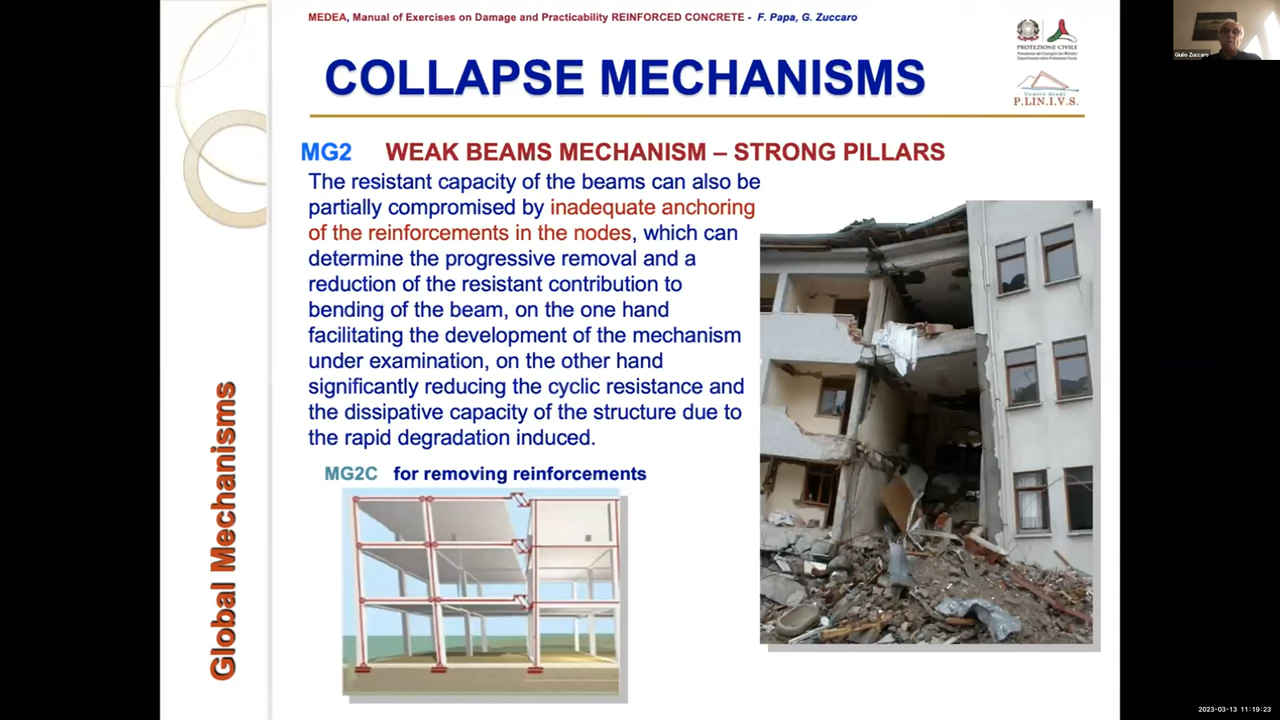 MEDEA, Manual of Exercises on Damage and Practicability REINFORCED CONCRETE - F. Papa, G. Zuccaro
PROTEZIONE CIVILE
P.LIN.I.V.S.
Giulio Zuccaro
COLLAPSE MECHANISMS
MG2 WEAK BEAMS MECHANISM – STRONG PILLARS
The resistant capacity of the beams can also be
partially compromised by inadequate anchoring
of the reinforcements in the nodes, which can
determine the progressive removal and a
reduction of the resistant contribution to
bending of the beam, on the one hand
facilitating the development of the mechanism
under examination, on the other hand
significantly reducing the cyclic resistance and
the dissipative capacity of the structure due to
the rapid degradation induced.
MG2C for removing reinforcements
Global Mechanisms
2023-03-13 11:19:23